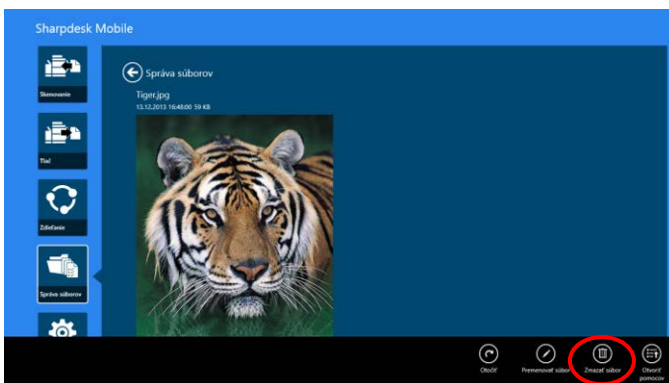 Sharpdesk Mobile
Skenovanie
Správa súborov
Tiger.jpg
13.12.2013 16:48:00 59 KB
Tlač
Zdieľanie
Správa súborov
Otočiť
Premenovať súbor
Zmazať súbor
Otvoriť
pomocou